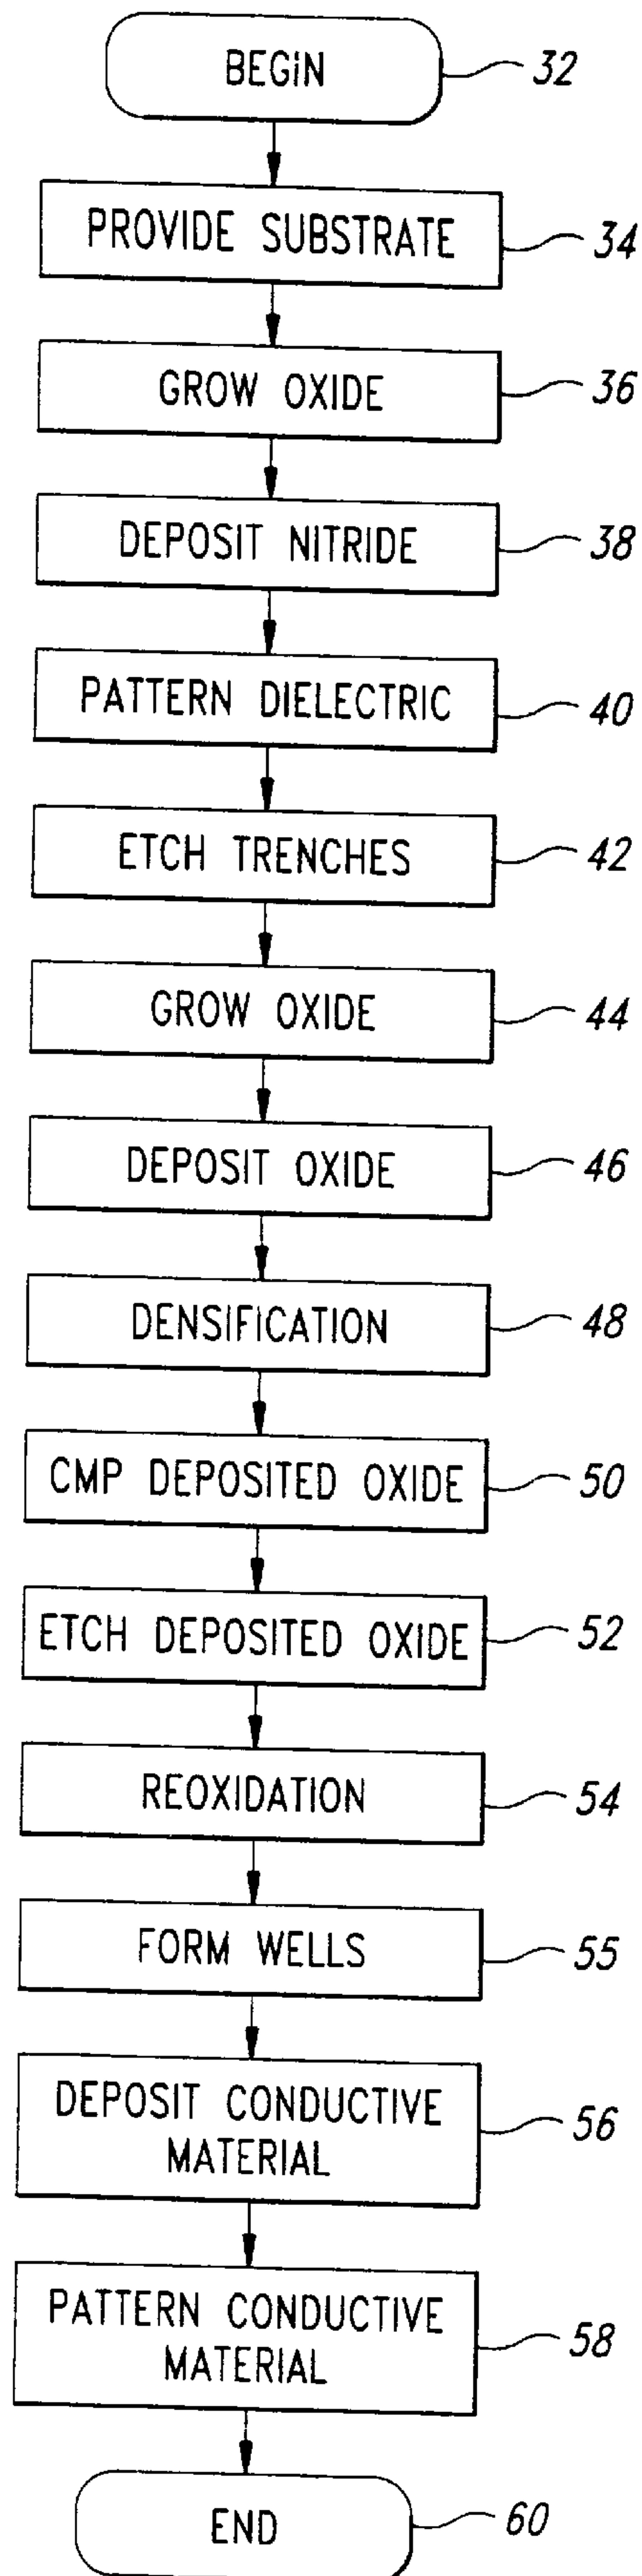 BEGIN 32
PROVIDE SUBSTRATE 34
GROW OXIDE 36
DEPOSIT NITRIDE 38
PATTERN DIELECTRIC 40
ETCH TRENCHES 42
GROW OXIDE 44
DEPOSIT OXIDE 46
DENSIFICATION 48
CMP DEPOSITED OXIDE 50
ETCH DEPOSITED OXIDE 52
REOXIDATION 54
FORM WELLS 55
DEPOSIT CONDUCTIVE
MATERIAL 56
PATTERN CONDUCTIVE
MATERIAL 58
END 60